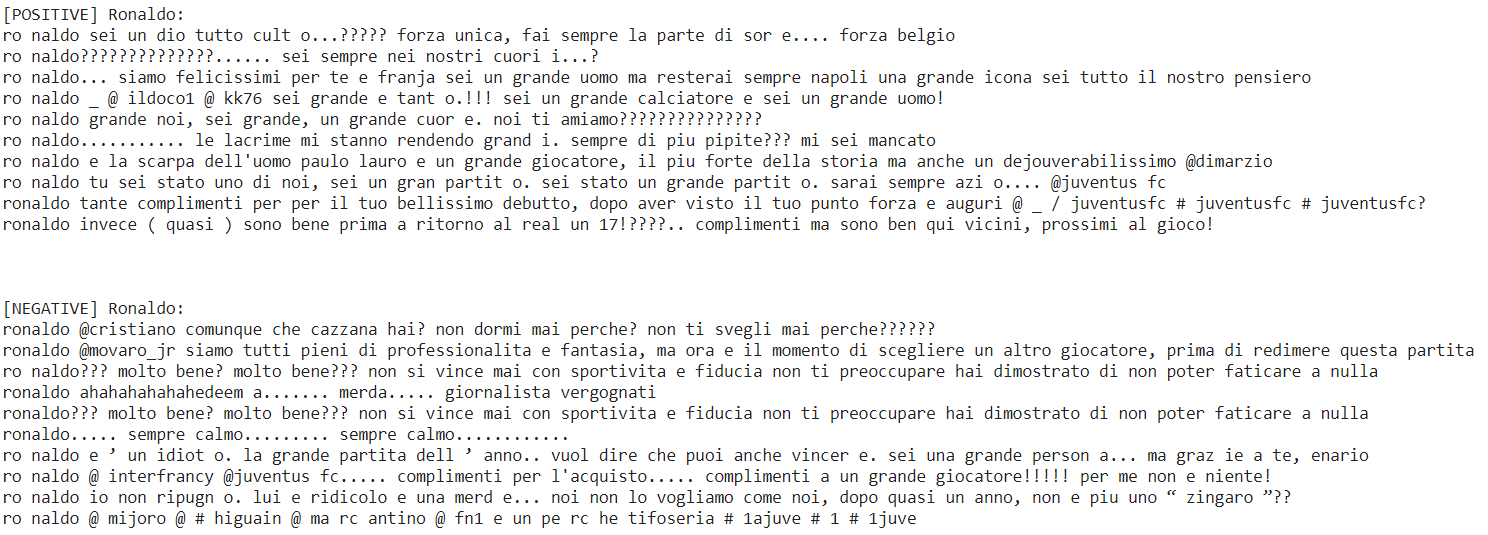 [POSITIVE] Ronaldo:
ro naldo sei un dio tutto cult o...????? forza unica, fai sempre la parte di sor e.... forza belgio
ro naldo??????????????...... sei sempre nei nostri cuori i...?
ro naldo... siamo felicissimi per te e franja sei un grande uomo ma resterai sempre napoli una grande icona sei tutto il nostro pensiero
ro naldo _ @ ildoco1 @ kk76 sei grande e tant o.!!! sei un grande calciatore e sei un grande uomo!
ro naldo grande noi, sei grande, un grande cuor e. noi ti amiamo???????????????
ro naldo........... le lacrime mi stanno rendendo grand i. sempre di piu pipite??? mi sei mancato
ro naldo e la scarpa dell'uomo paulo lauro e un grande giocatore, il piu forte della storia ma anche un dejouverabilissimo @dimarzio
ro naldo tu sei stato uno di noi, sei un gran partit o. sei stato un grande partit o. sarai sempre azi o.... @juventus fc
ronaldo tante complimenti per per il tuo bellissimo debutto, dopo aver visto il tuo punto forza e auguri @ _ / juventusfc # juventusfc # juventusfc?
ronaldo invece ( quasi ) sono bene prima a ritorno al real un 17!????.. complimenti ma sono ben qui vicini, prossimi al gioco!
[NEGATIVE] Ronaldo:
ronaldo @cristiano comunque che cazzana hai? non dormi mai perche? non ti svegli mai perche??????
ronaldo @movaro_jr siamo tutti pieni di professionalita e fantasia, ma ora e il momento di scegliere un altro giocatore, prima di redimere questa partita
ro naldo??? molto bene? molto bene??? non si vince mai con sportivita e fiducia non ti preoccupare hai dimostrato di non poter faticare a nulla
ronaldo ahahahahahahedeem a....... merda..... giornalista vergognati
ronaldo??? molto bene? molto bene??? non si vince mai con sportivita e fiducia non ti preoccupare hai dimostrato di non poter faticare a nulla
ronaldo..... sempre calmo......... sempre calmo............
ro naldo e ’ un idiot o. la grande partita dell ’ anno.. vuol dire che puoi anche vincer e. sei una grande person a... ma graz ie a te, enario
ro naldo @ interfrancy @juventus fc..... complimenti per l'acquisto..... complimenti a un grande giocatore!!!!! per me non e niente!
ro naldo io non ripugn o. lui e ridicolo e una merd e... noi non lo vogliamo come noi, dopo quasi un anno, non e piu uno “ zingaro ”??
ro naldo @ mijoro @ # higuain @ ma rc antino @ fn1 e un pe rc he tifoseria # 1ajuve # 1 # 1juve